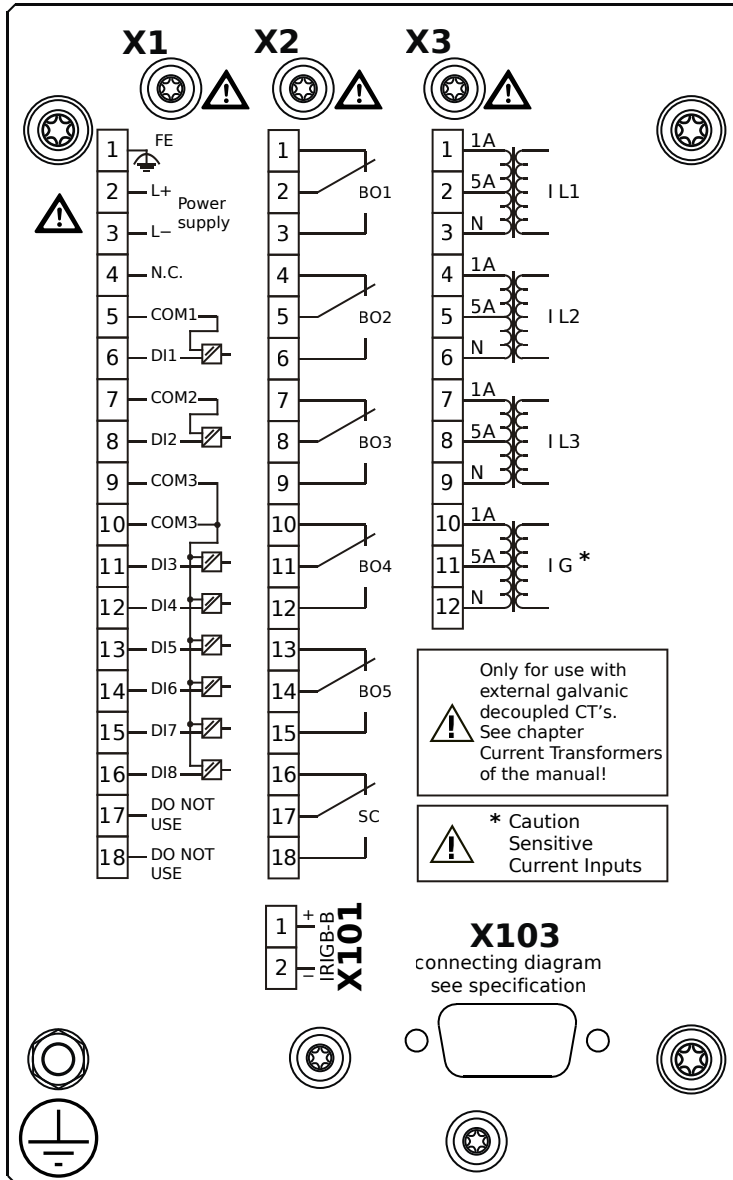 X1 X2 X3
1 FE
2 L+
Power
supply
3 L−
4 N.C.
5 COM1
6 DI1
7 COM2
8 DI2
9 COM3
10 COM3
11 DI3
12 DI4
13 DI5
14 DI6
15 DI7
16 DI8
17 DO NOT
USE
18 DO NOT
USE
1
2 BO1
3
4
5 BO2
6
7
8 BO3
9
10
11 BO4
12
13
14 BO5
15
16
17 SC
18
1 1A
2 5A I L1
3 N
4 1A
5 5A I L2
6 N
7 1A
8 5A I L3
9 N
10 1A
11 5A I G *
12 N
Only for use with
external galvanic
decoupled CT's.
See chapter
Current Transformers
of the manual!
* Caution
Sensitive
Current Inputs
1 +
2 −
IRIGB-B
X101
X103
connecting diagram
see specification